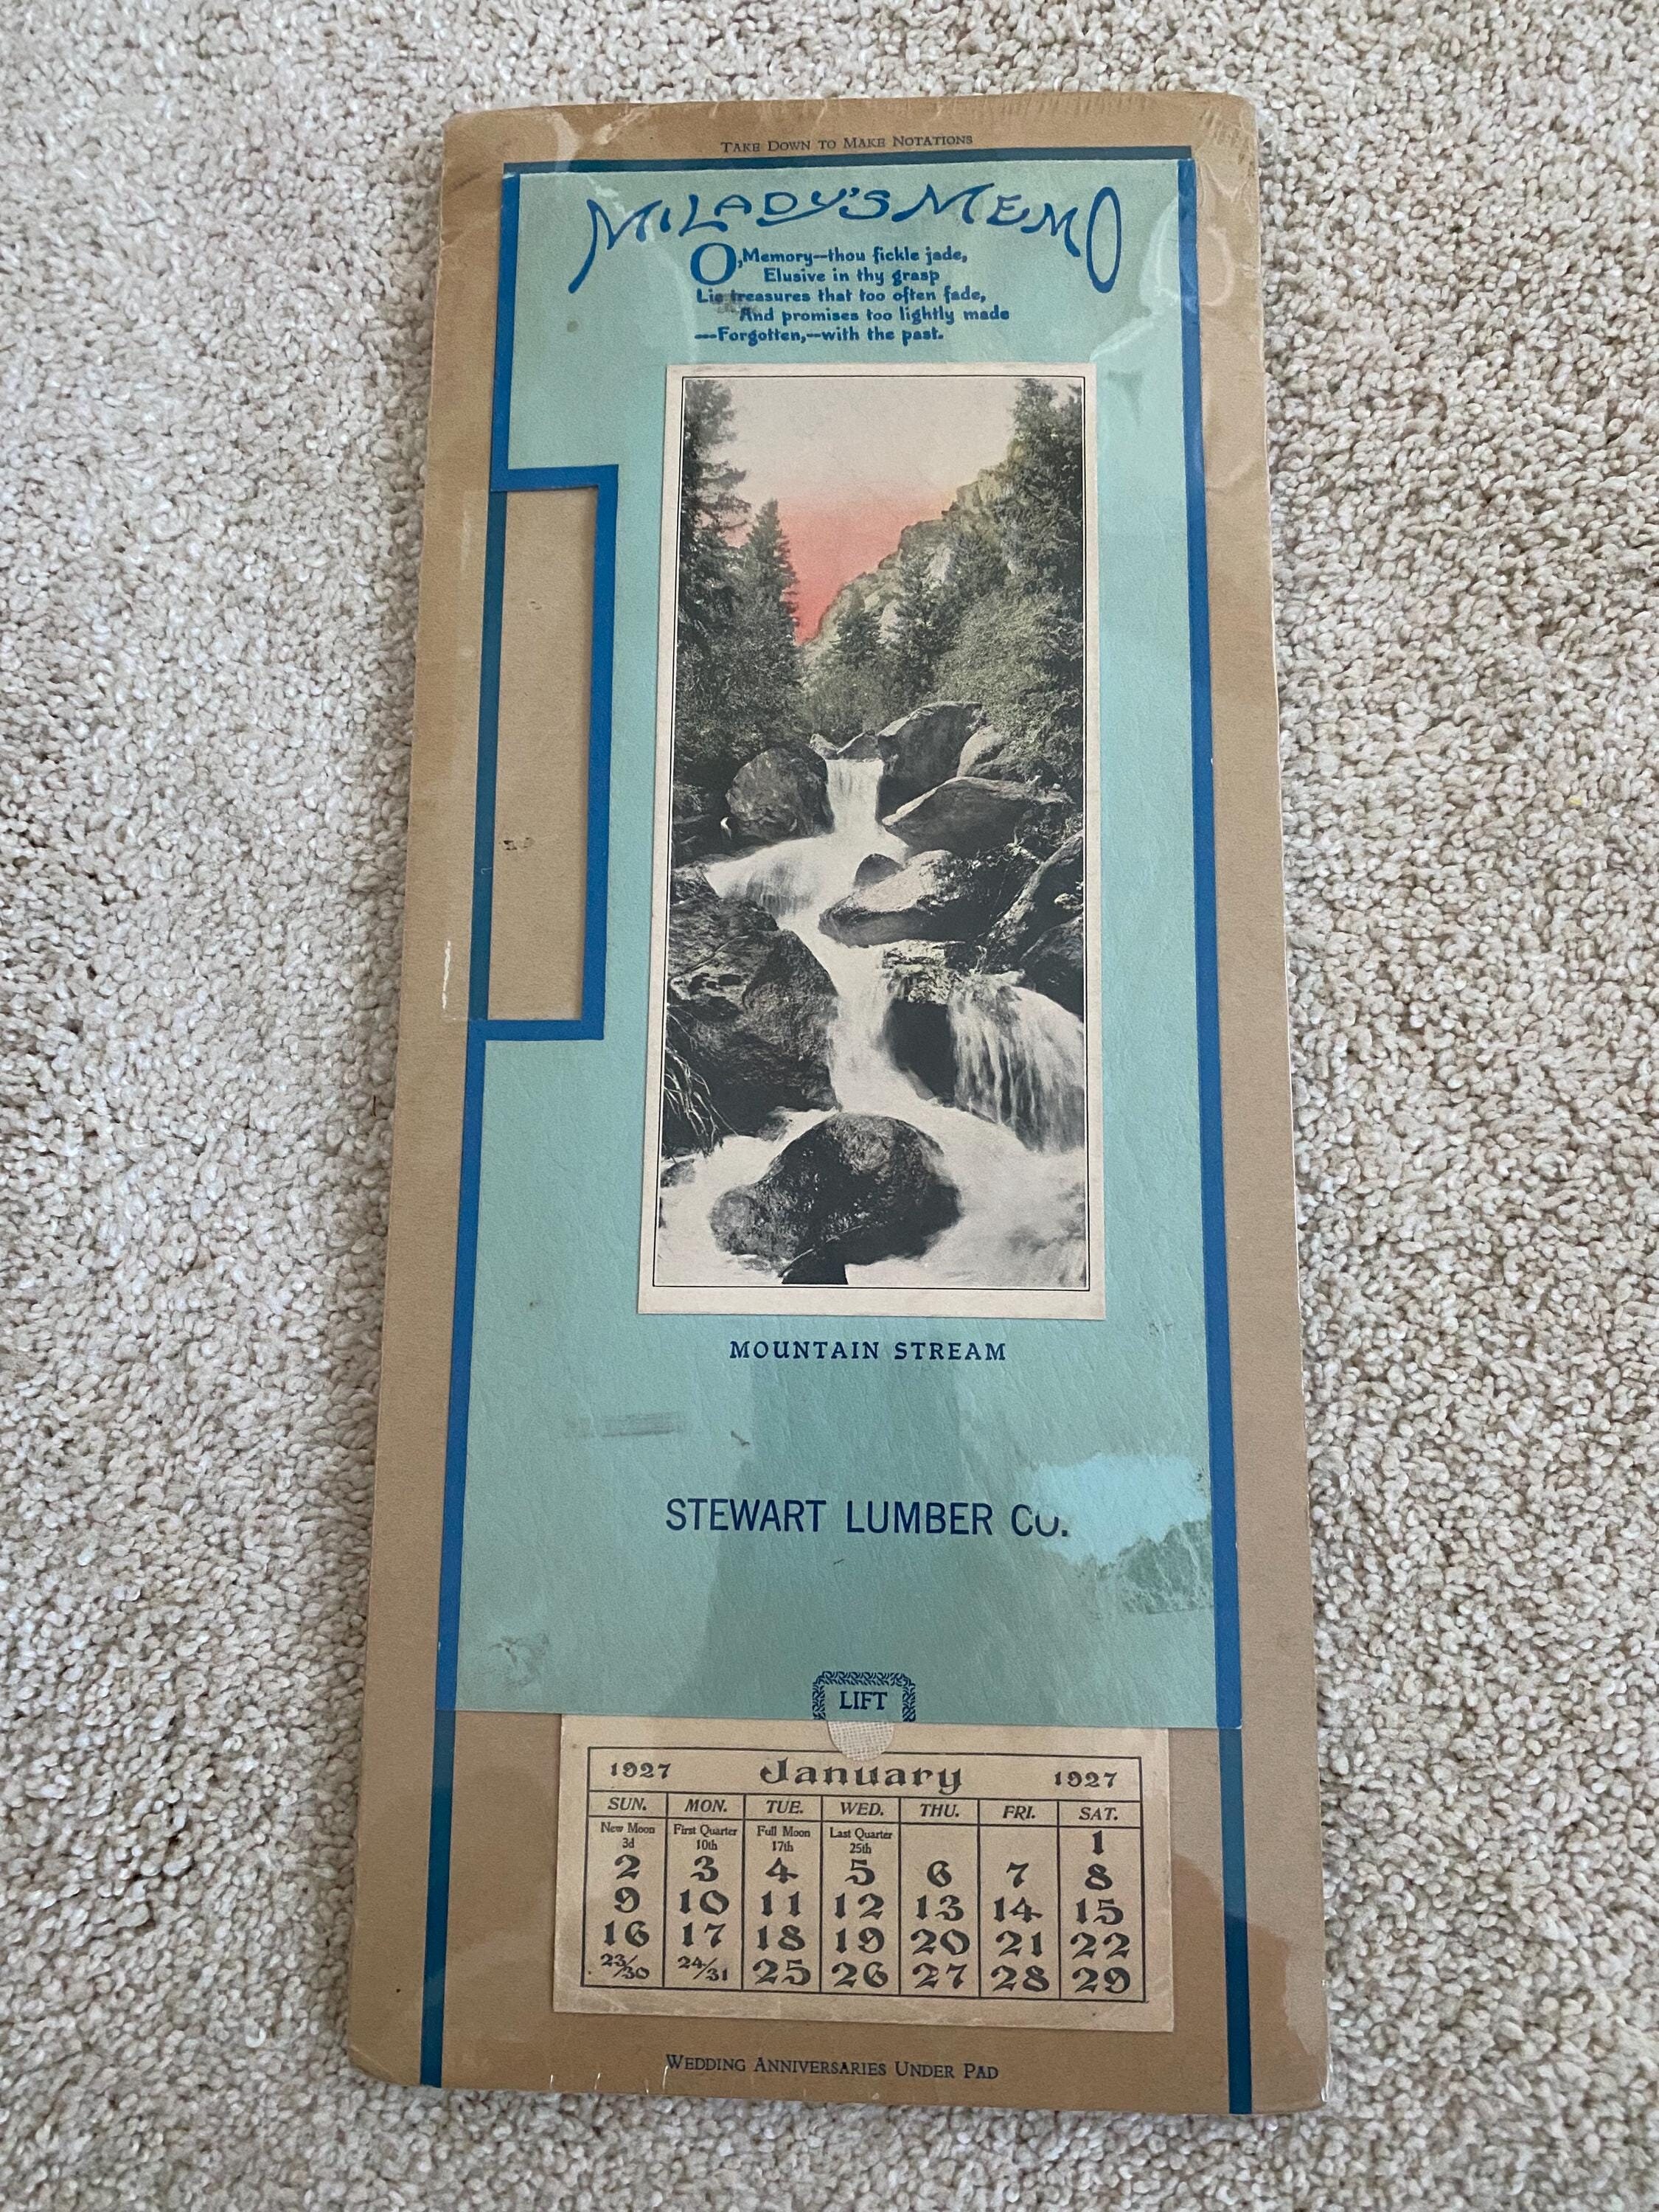 TAKE DOWN TO MAKE NOTATIONS
MILADY'S MEMO
O, Memory—thou fickle jade,
Elusive in thy grasp
Lie treasures that too often fade,
And promises too lightly made
—Forgotten,—with the past.
MOUNTAIN STREAM
STEWART LUMBER CO.
LIFT
1927 January 1927
SUN. MON. TUE. WED. THU. FRI. SAT.
New Moon 3d First Quarter 10th Full Moon 17th Last Quarter 25th 1
2 3 4 5 6 7 8
9 10 11 12 13 14 15
16 17 18 19 20 21 22
23/30 24/31 25 26 27 28 29
WEDDING ANNIVERSARIES UNDER PAD